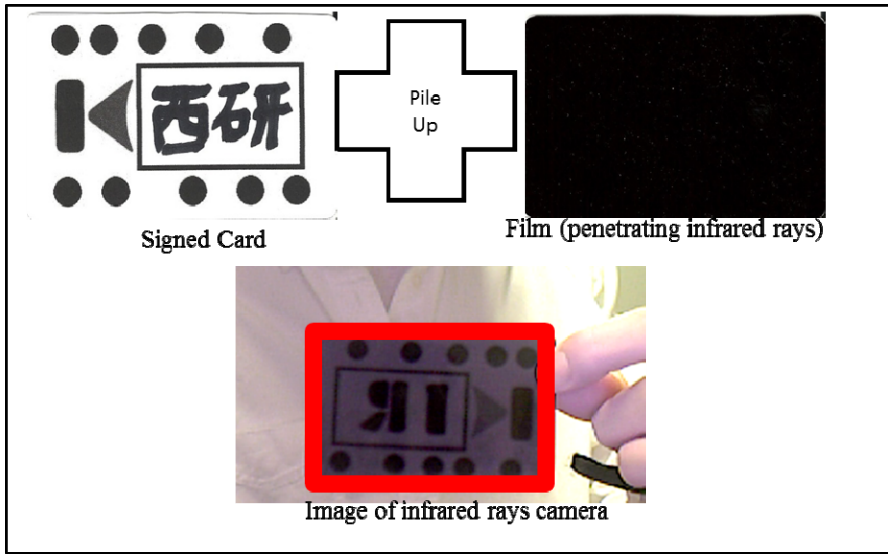 西研
Pile
Up
Signed Card
Film (penetrating infrared rays)
Image of infrared rays camera